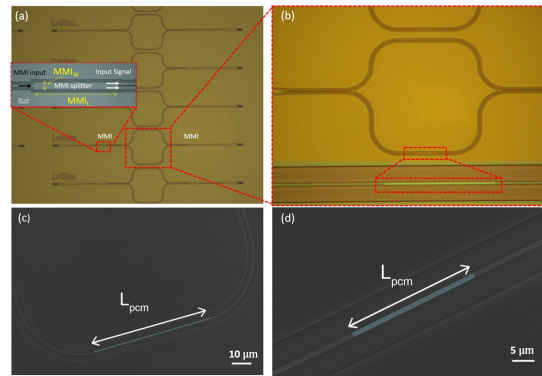 (a)
MMI input
MMI_W
Input Signal
MMI splitter
MMI_L
MMI
MMI
(b)
(c)
L_pcm
10 μm
(d)
L_pcm
5 μm